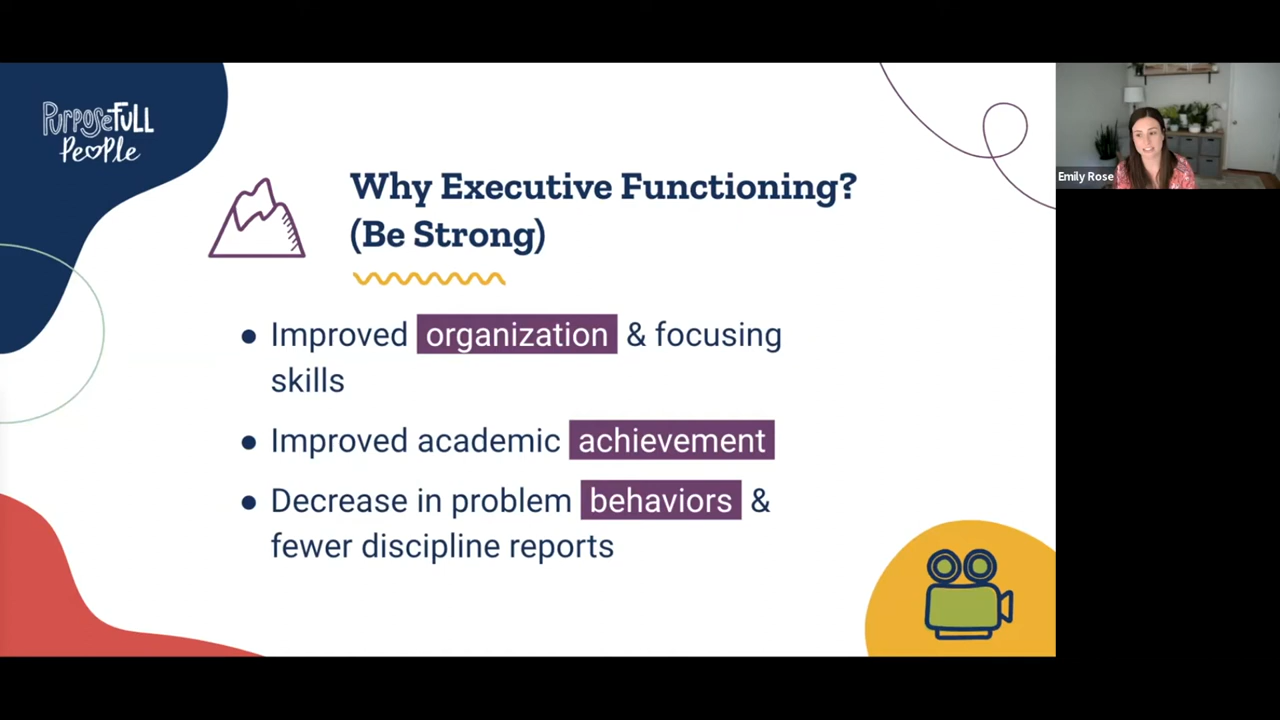 PurposeFULL
People
Emily Rose
Why Executive Functioning?
(Be Strong)
● Improved organization & focusing
skills
● Improved academic achievement
● Decrease in problem behaviors &
fewer discipline reports